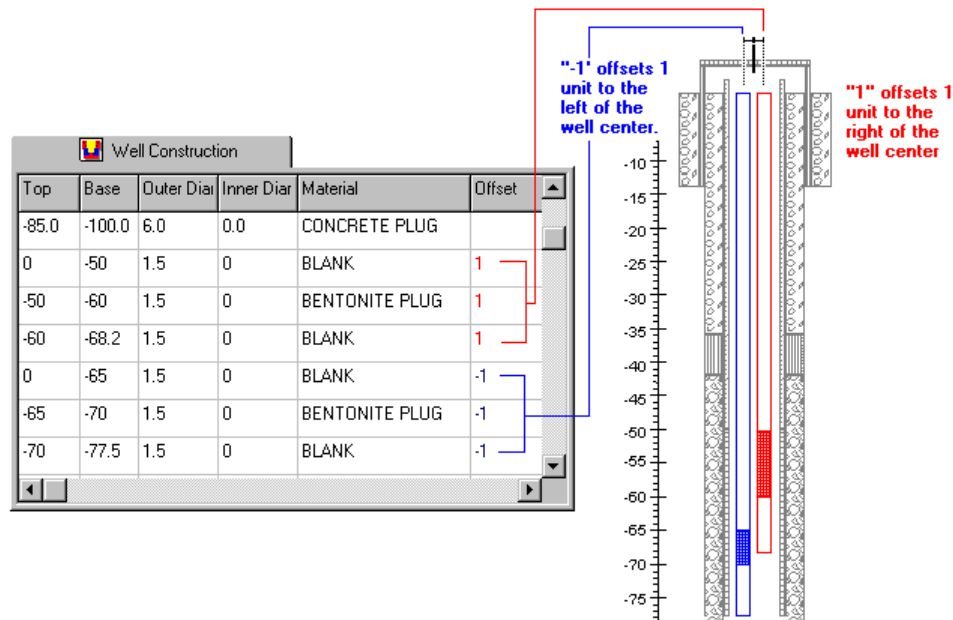 "-1' offsets 1
unit to the
left of the
well center.
"1" offsets 1
unit to the
right of the
well center
Well Construction
Top Base Outer Diar Inner Diar Material Offset
-85.0 -100.0 6.0 0.0 CONCRETE PLUG
0 -50 1.5 0 BLANK 1
-50 -60 1.5 0 BENTONITE PLUG 1
-60 -68.2 1.5 0 BLANK 1
0 -65 1.5 0 BLANK -1
-65 -70 1.5 0 BENTONITE PLUG -1
-70 -77.5 1.5 0 BLANK -1
-10
-15
-20
-25
-30
-35
-40
-45
-50
-55
-60
-65
-70
-75